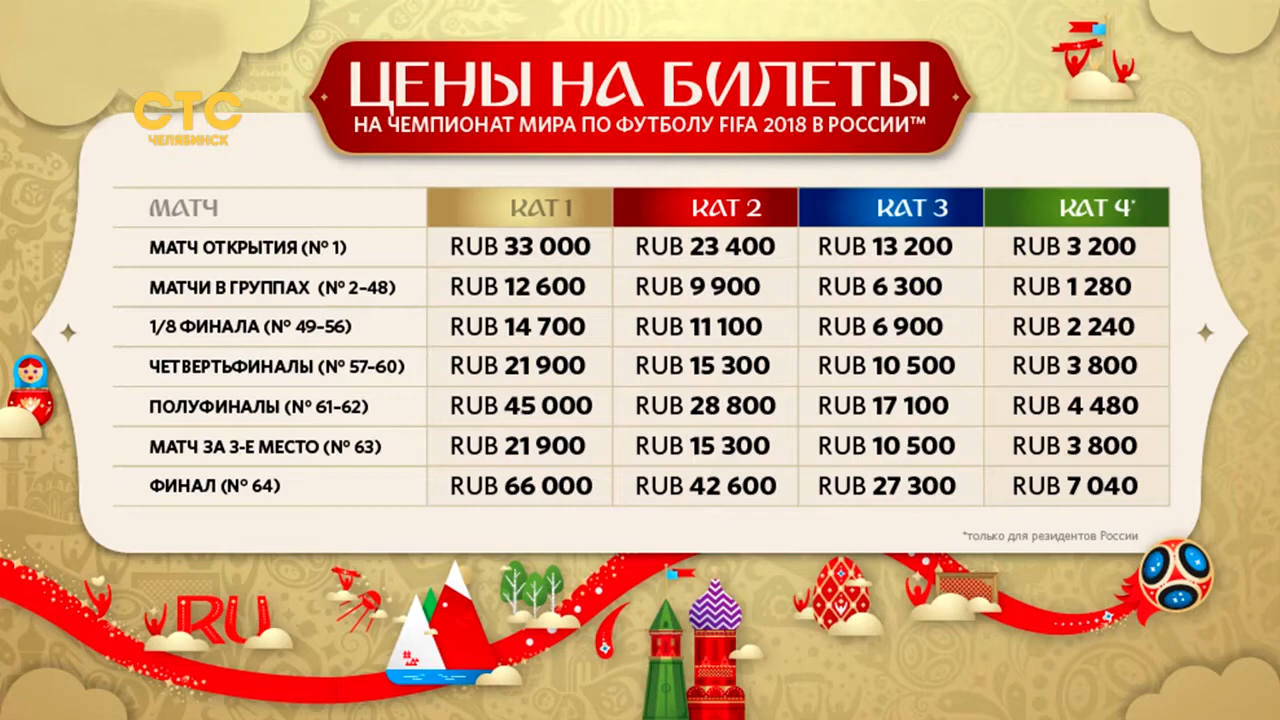 ЦЕНЫ НА БИЛЕТЫ
НА ЧЕМПИОНАТ МИРА ПО ФУТБОЛУ FIFA 2018 В РОССИИ™
СТС
ЧЕЛЯБИНСК
МАТЧ КАТ 1 КАТ 2 КАТ 3 КАТ 4*
МАТЧ ОТКРЫТИЯ (№ 1) RUB 33 000 RUB 23 400 RUB 13 200 RUB 3 200
МАТЧИ В ГРУППАХ (№ 2-48) RUB 12 600 RUB 9 900 RUB 6 300 RUB 1 280
1/8 ФИНАЛА (№ 49-56) RUB 14 700 RUB 11 100 RUB 6 900 RUB 2 240
ЧЕТВЕРТЬФИНАЛЫ (№ 57-60) RUB 21 900 RUB 15 300 RUB 10 500 RUB 3 800
ПОЛУФИНАЛЫ (№ 61-62) RUB 45 000 RUB 28 800 RUB 17 100 RUB 4 480
МАТЧ ЗА 3-Е МЕСТО (№ 63) RUB 21 900 RUB 15 300 RUB 10 500 RUB 3 800
ФИНАЛ (№ 64) RUB 66 000 RUB 42 600 RUB 27 300 RUB 7 040
*только для резидентов России
RU